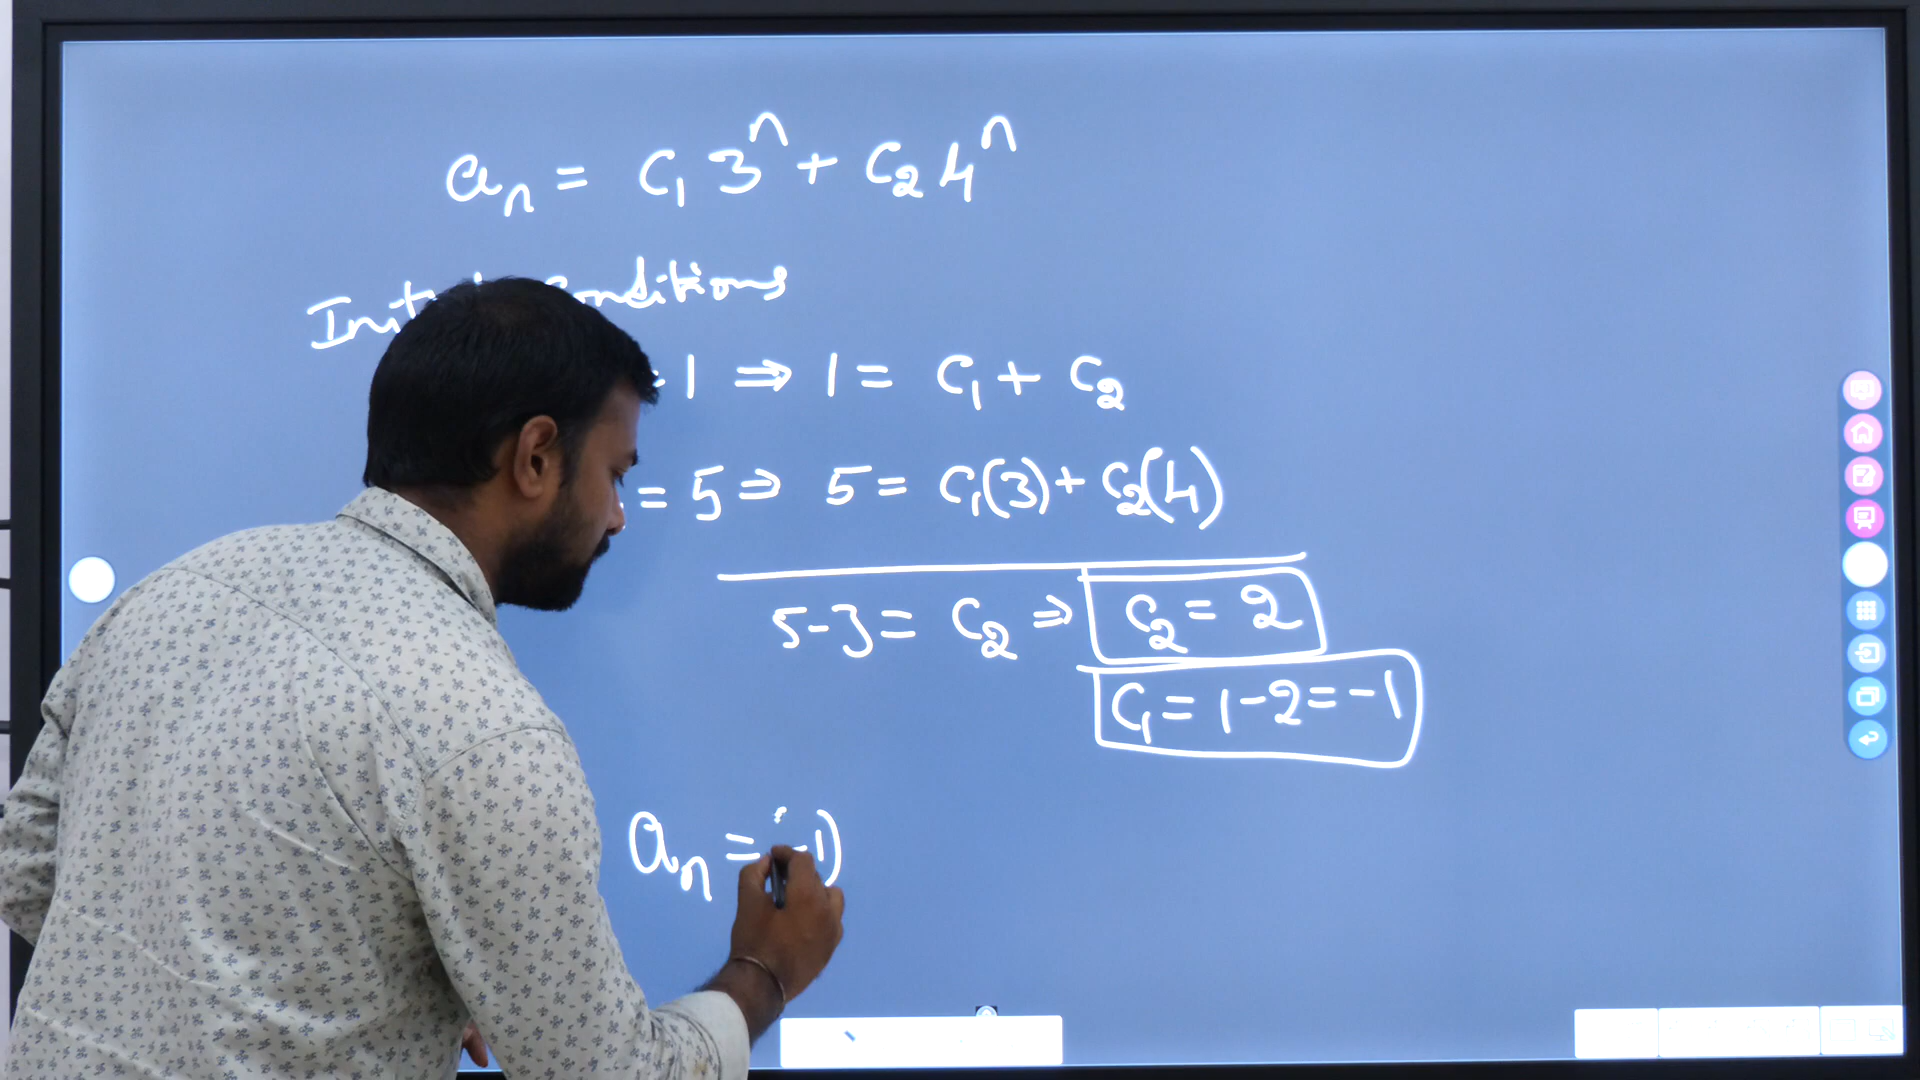 aₙ = C₁ 3ⁿ + C₂ 4ⁿ
Conditions
1 ⇒ 1 = C₁ + C₂
= 5 ⇒ 5 = C₁(3) + C₂(4)
5-3 = C₂ ⇒ C₂ = 2
C₁ = 1-2 = -1
aₙ = -1)